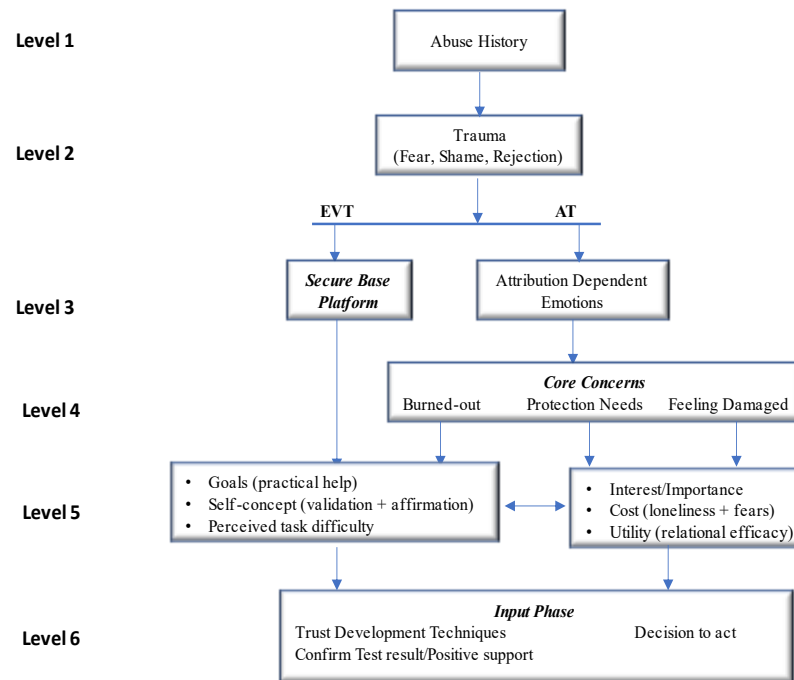 Level 1
Abuse History
Level 2
Trauma
(Fear, Shame, Rejection)
EVT
AT
Level 3
Secure Base
Platform
Attribution Dependent
Emotions
Level 4
Core Concerns
Burned-out Protection Needs Feeling Damaged
Level 5
• Goals (practical help)
• Self-concept (validation + affirmation)
• Perceived task difficulty
• Interest/Importance
• Cost (loneliness + fears)
• Utility (relational efficacy)
Level 6
Input Phase
Trust Development Techniques Decision to act
Confirm Test result/Positive support